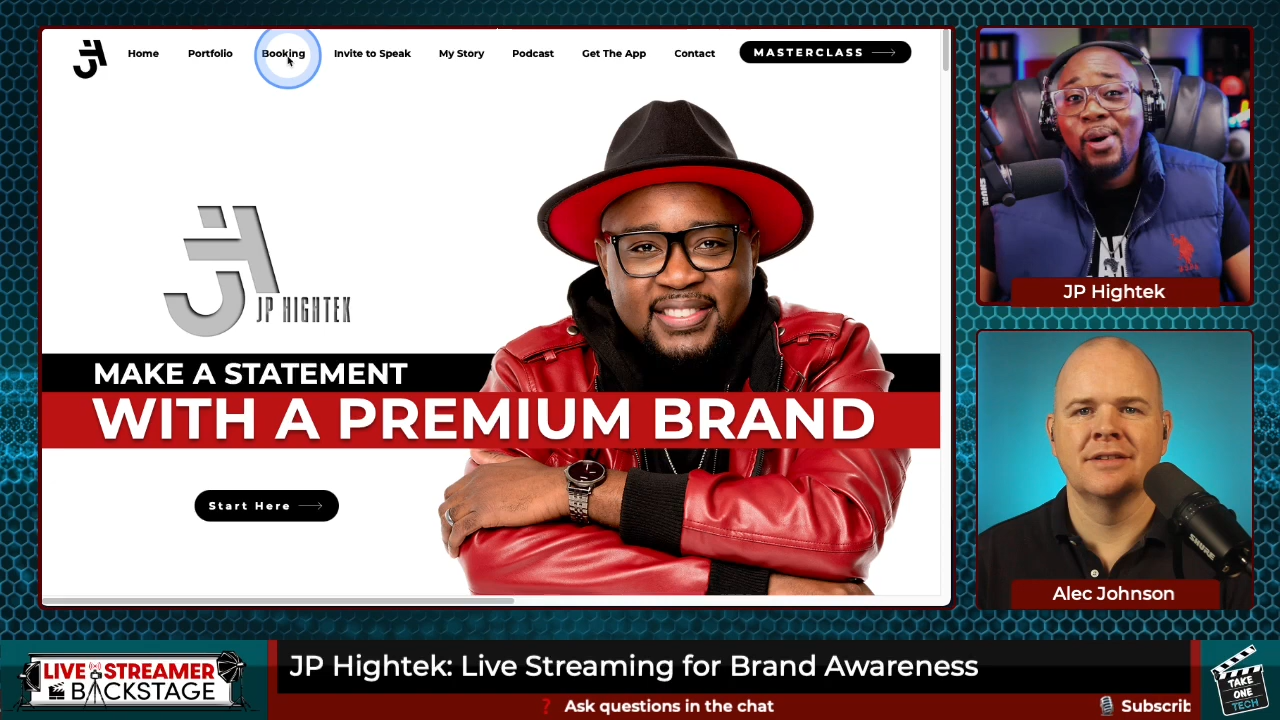 Home Portfolio Booking Invite to Speak My Story Podcast Get The App Contact MASTERCLASS
JP HIGHTEK
MAKE A STATEMENT
WITH A PREMIUM BRAND
Start Here
SHURE
JP Hightek
SHURE
Alec Johnson
LIVE STREAMER
BACKSTAGE
JP Hightek: Live Streaming for Brand Awareness
Ask questions in the chat
Subscrib
TAKE
ONE
TECH